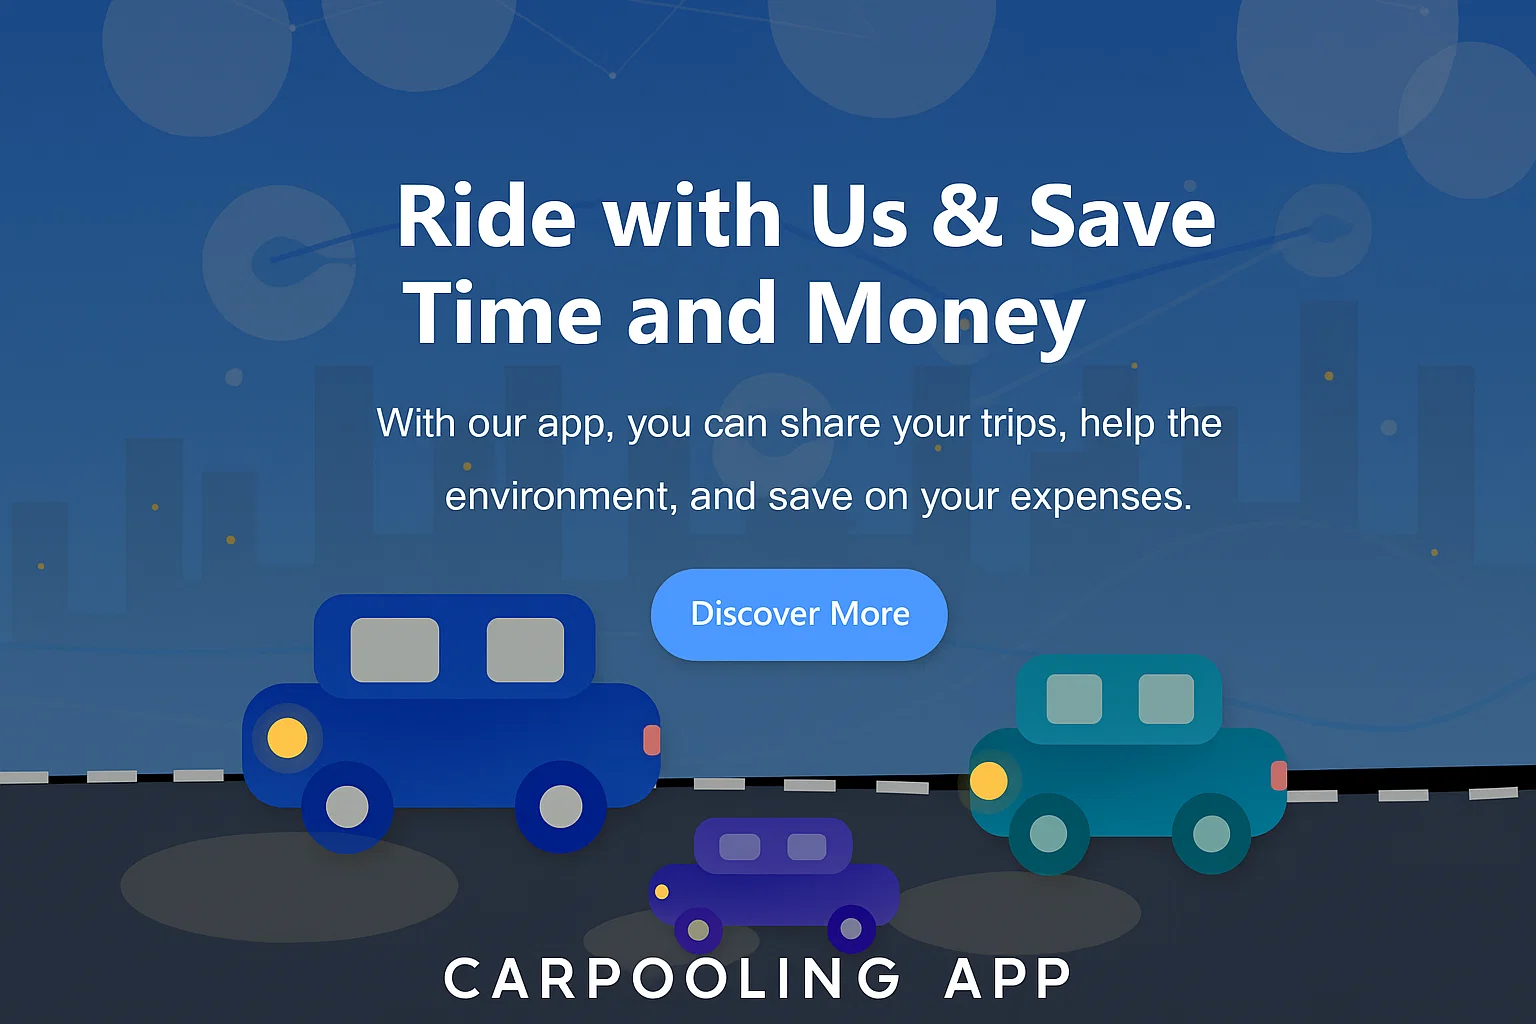 Ride with Us & Save
Time and Money
With our app, you can share your trips, help the
environment, and save on your expenses.
Discover More
CARPOOLING APP